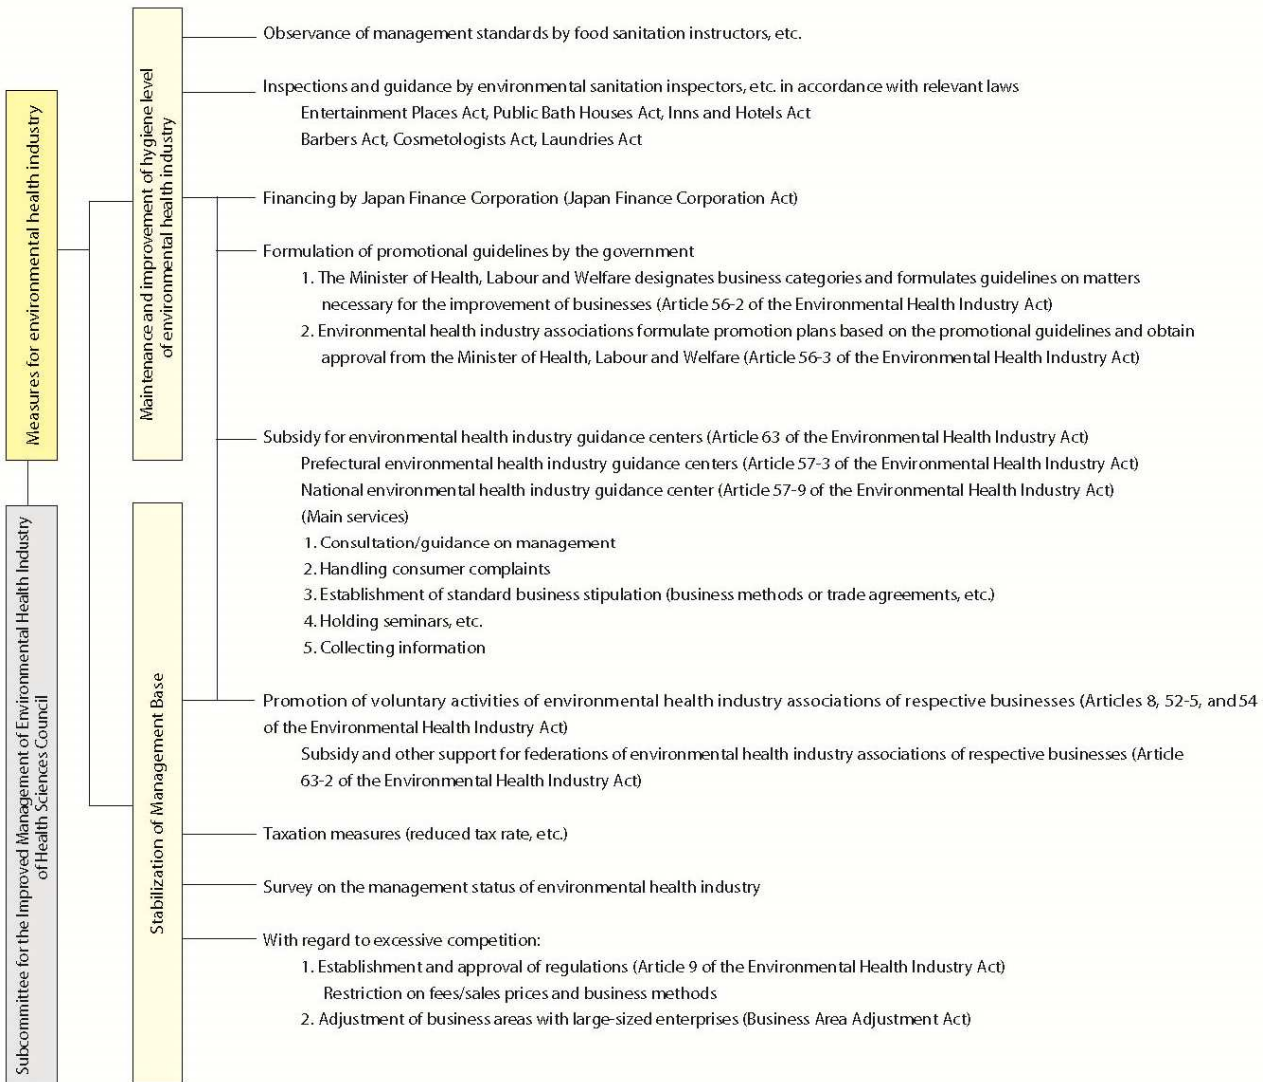 Measures for environmental health industry
Subcommittee for the Improved Management of Environmental Health Industry
of Health Sciences Council
Maintenance and improvement of hygiene level
of environmental health industry
Observance of management standards by food sanitation instructors, etc.
Inspections and guidance by environmental sanitation inspectors, etc. in accordance with relevant laws
Entertainment Places Act, Public Bath Houses Act, Inns and Hotels Act
Barbers Act, Cosmetologists Act, Laundries Act
Financing by Japan Finance Corporation (Japan Finance Corporation Act)
Formulation of promotional guidelines by the government
1. The Minister of Health, Labour and Welfare designates business categories and formulates guidelines on matters
necessary for the improvement of businesses (Article 56-2 of the Environmental Health Industry Act)
2. Environmental health industry associations formulate promotion plans based on the promotional guidelines and obtain
approval from the Minister of Health, Labour and Welfare (Article 56-3 of the Environmental Health Industry Act)
Subsidy for environmental health industry guidance centers (Article 63 of the Environmental Health Industry Act)
Prefectural environmental health industry guidance centers (Article 57-3 of the Environmental Health Industry Act)
National environmental health industry guidance center (Article 57-9 of the Environmental Health Industry Act)
(Main services)
1. Consultation/guidance on management
2. Handling consumer complaints
3. Establishment of standard business stipulation (business methods or trade agreements, etc.)
4. Holding seminars, etc.
5. Collecting information
Stabilization of Management Base
Promotion of voluntary activities of environmental health industry associations of respective businesses (Articles 8, 52-5, and 54
of the Environmental Health Industry Act)
Subsidy and other support for federations of environmental health industry associations of respective businesses (Article
63-2 of the Environmental Health Industry Act)
Taxation measures (reduced tax rate, etc.)
Survey on the management status of environmental health industry
With regard to excessive competition:
1. Establishment and approval of regulations (Article 9 of the Environmental Health Industry Act)
Restriction on fees/sales prices and business methods
2. Adjustment of business areas with large-sized enterprises (Business Area Adjustment Act)